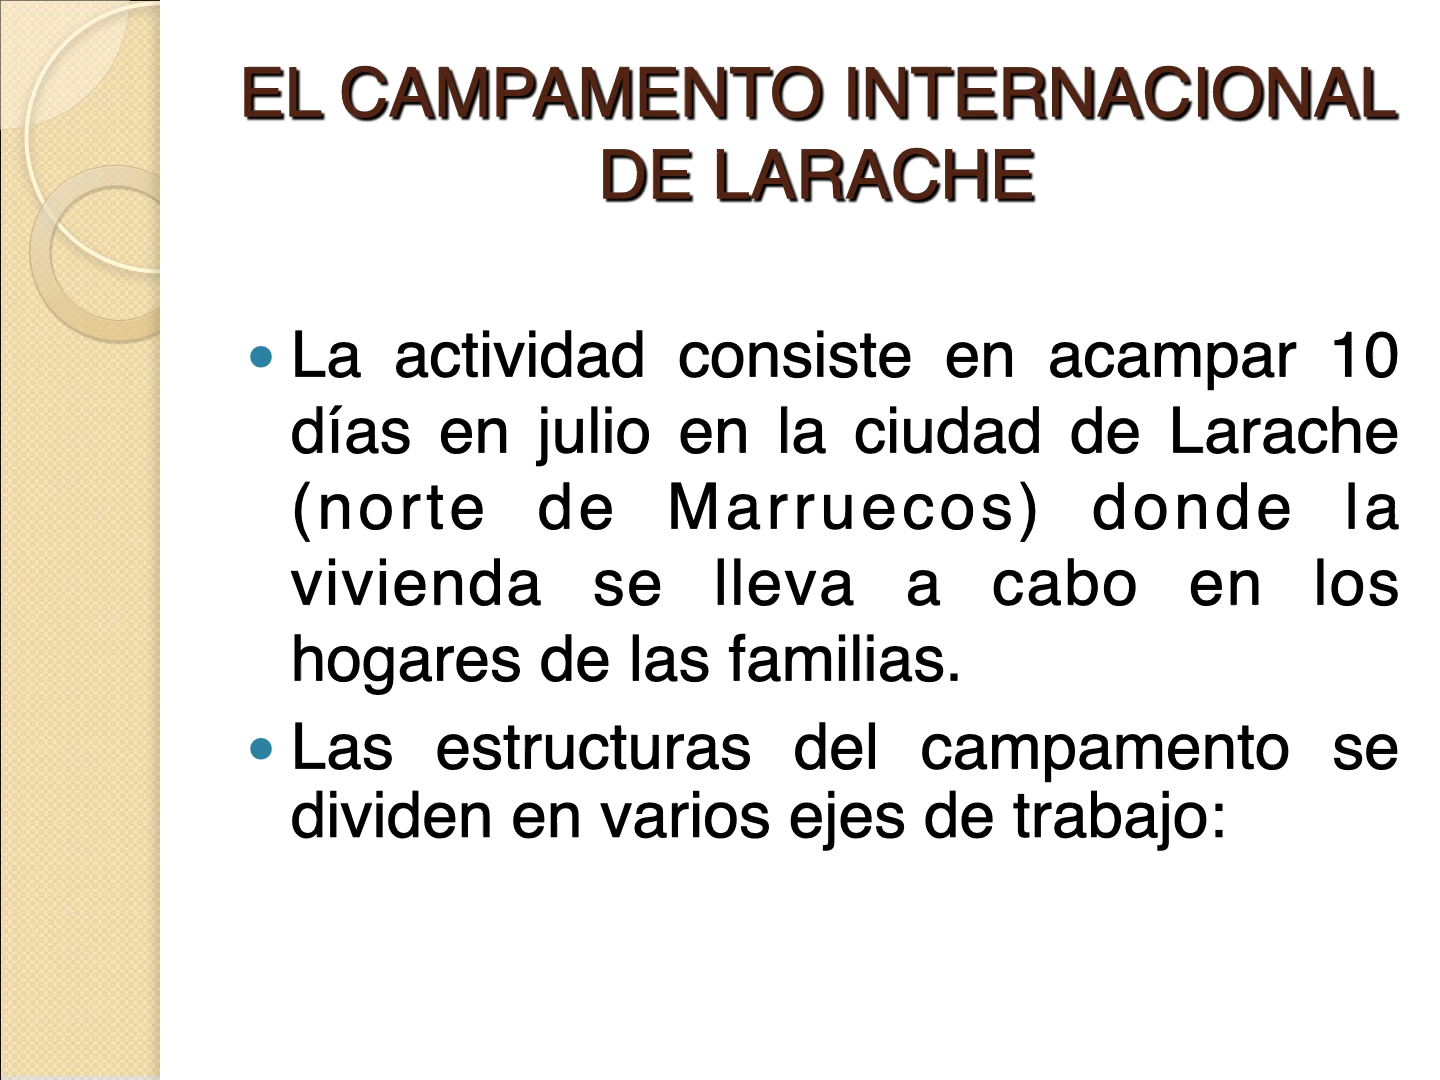 EL CAMPAMENTO INTERNACIONAL
DE LARACHE
• La actividad consiste en acampar 10
días en julio en la ciudad de Larache
(norte de Marruecos) donde la
vivienda se lleva a cabo en los
hogares de las familias.
• Las estructuras del campamento se
dividen en varios ejes de trabajo: